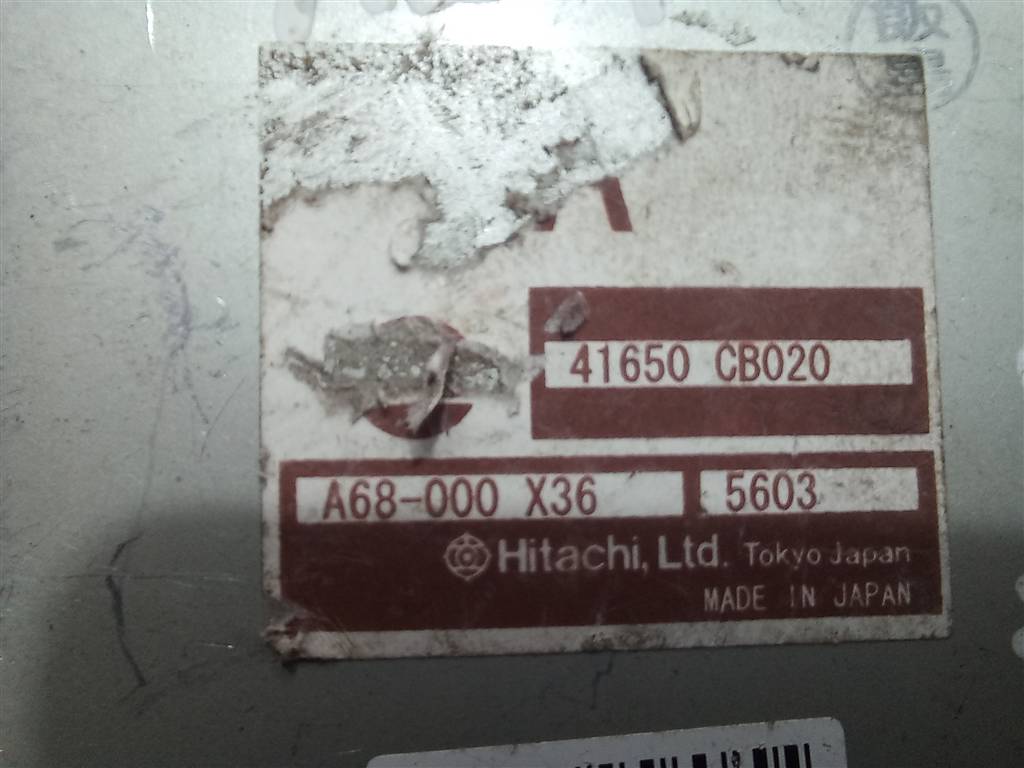 A
41650 CB020
A68-000 X36 5603
Hitachi, Ltd. Tokyo Japan
MADE IN JAPAN